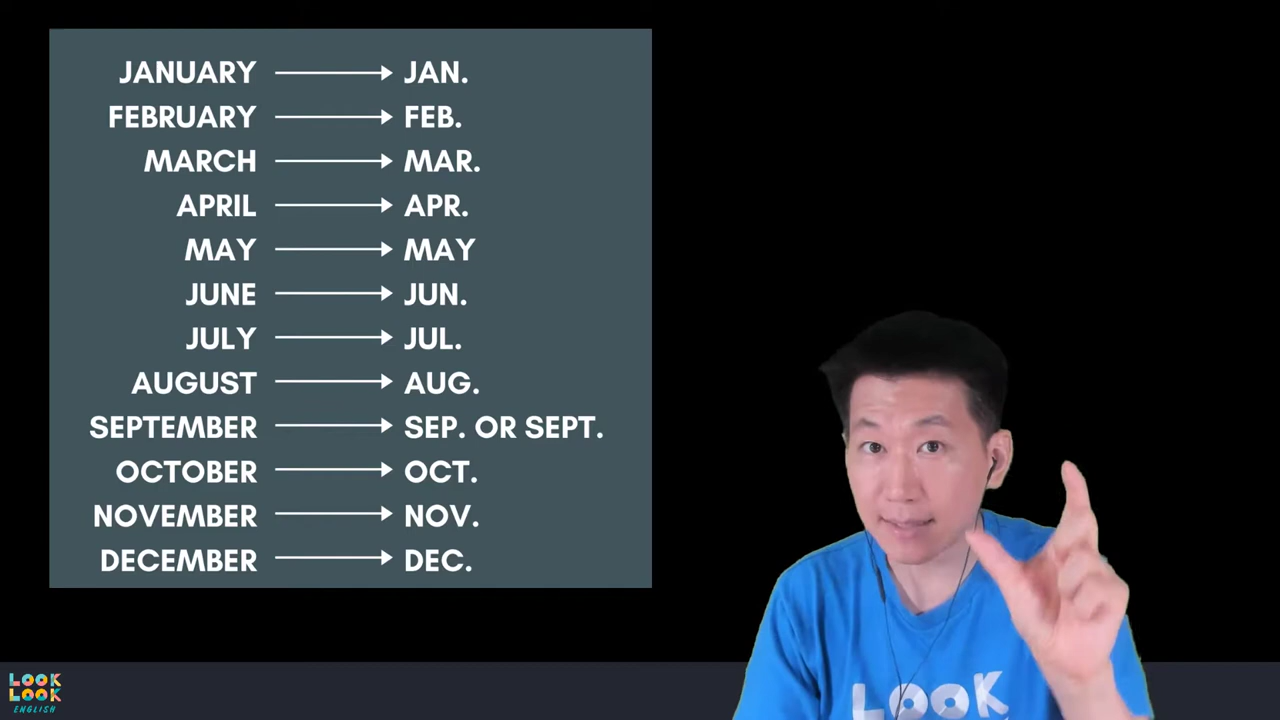 JANUARY → JAN.
FEBRUARY → FEB.
MARCH → MAR.
APRIL → APR.
MAY → MAY
JUNE → JUN.
JULY → JUL.
AUGUST → AUG.
SEPTEMBER → SEP. OR SEPT.
OCTOBER → OCT.
NOVEMBER → NOV.
DECEMBER → DEC.
LOOK
LOOK
ENGLISH
LOOK